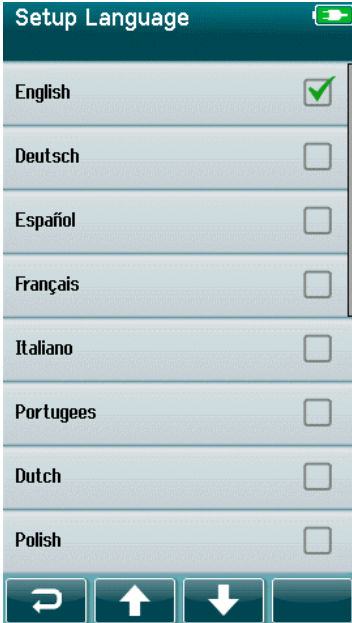 Setup Language
English
Deutsch
Español
Français
Italiano
Portugees
Dutch
Polish